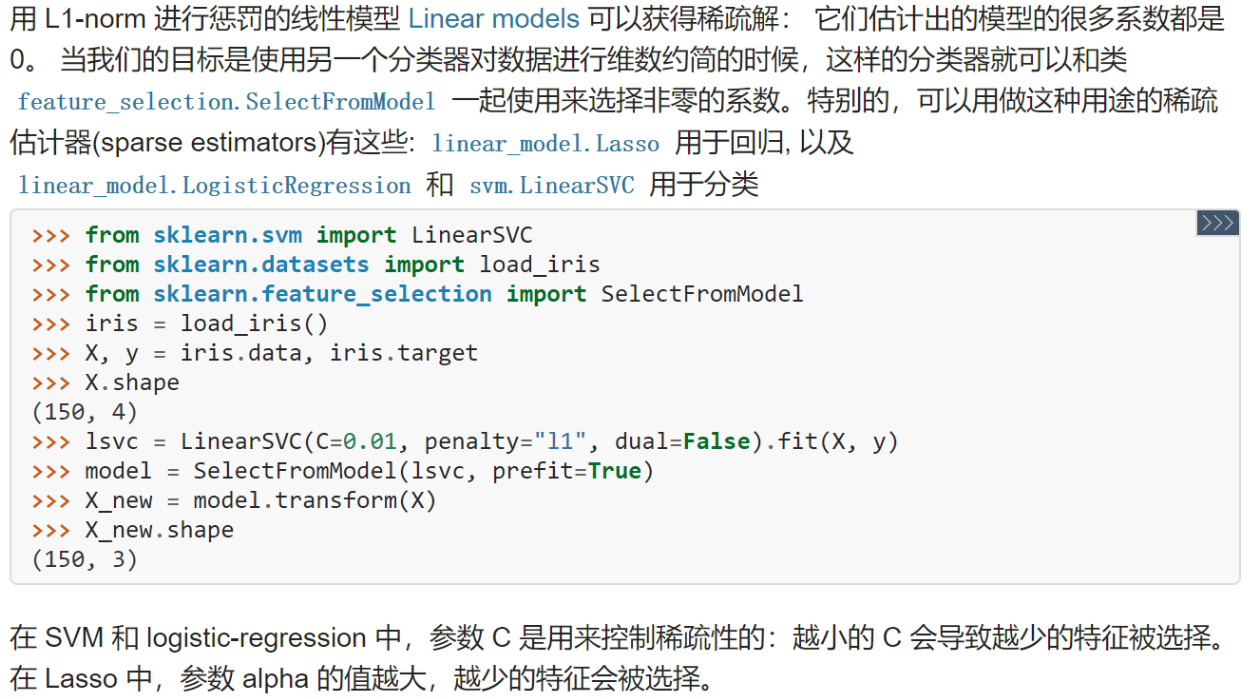 用 L1-norm 进行惩罚的线性模型 Linear models 可以获得稀疏解： 它们估计出的模型的很多系数都是
0。 当我们的目标是使用另一个分类器对数据进行维数约简的时候，这样的分类器就可以和类
feature_selection.SelectFromModel 一起使用来选择非零的系数。特别的，可以用做这种用途的稀疏
估计器(sparse estimators)有这些: linear_model.Lasso 用于回归, 以及
linear_model.LogisticRegression 和 svm.LinearSVC 用于分类
>>>
>>> from sklearn.svm import LinearSVC
>>> from sklearn.datasets import load_iris
>>> from sklearn.feature_selection import SelectFromModel
>>> iris = load_iris()
>>> X, y = iris.data, iris.target
>>> X.shape
(150, 4)
>>> lsvc = LinearSVC(C=0.01, penalty="l1", dual=False).fit(X, y)
>>> model = SelectFromModel(lsvc, prefit=True)
>>> X_new = model.transform(X)
>>> X_new.shape
(150, 3)
在 SVM 和 logistic-regression 中，参数 C 是用来控制稀疏性的：越小的 C 会导致越少的特征被选择。
在 Lasso 中，参数 alpha 的值越大，越少的特征会被选择。